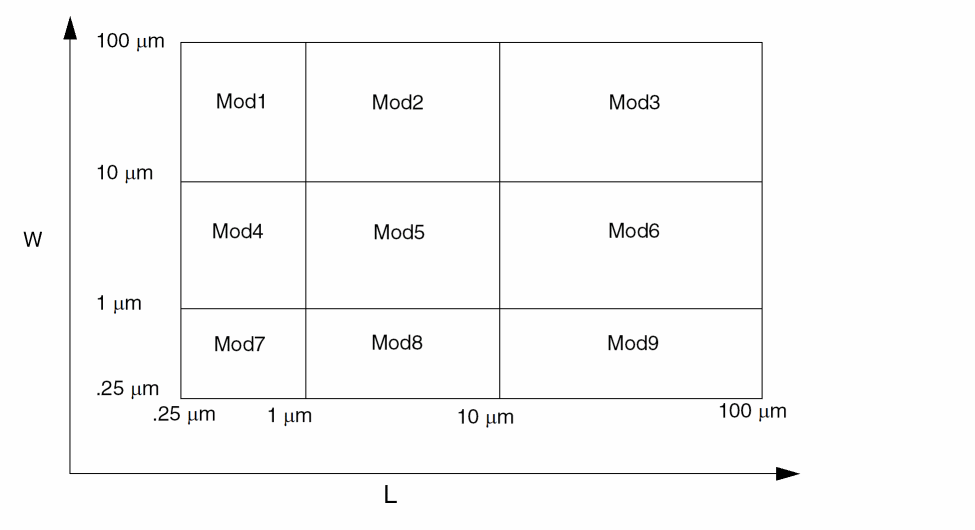 100 μm
Mod1 Mod2 Mod3
10 μm
W
Mod4 Mod5 Mod6
1 μm
Mod7 Mod8 Mod9
.25 μm
.25 μm 1 μm 10 μm 100 μm
L